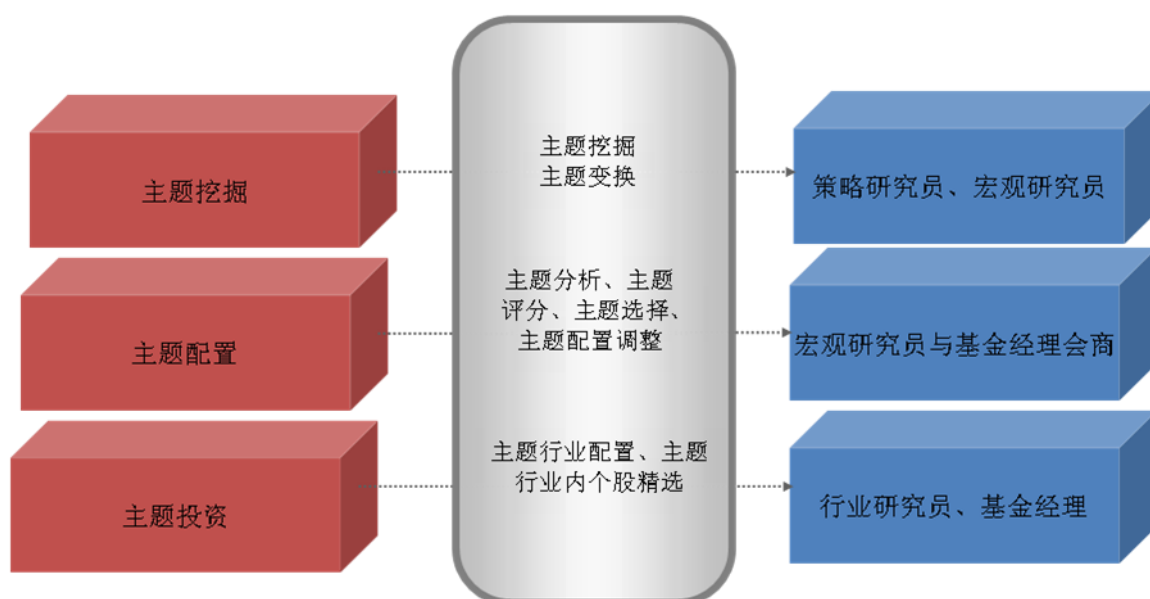 主题挖掘
主题挖掘
主题变换
策略研究员、宏观研究员
主题配置
主题分析、主题
评分、主题选择、
主题配置调整
宏观研究员与基金经理会商
主题投资
主题行业配置、主题
行业内个股精选
行业研究员、基金经理